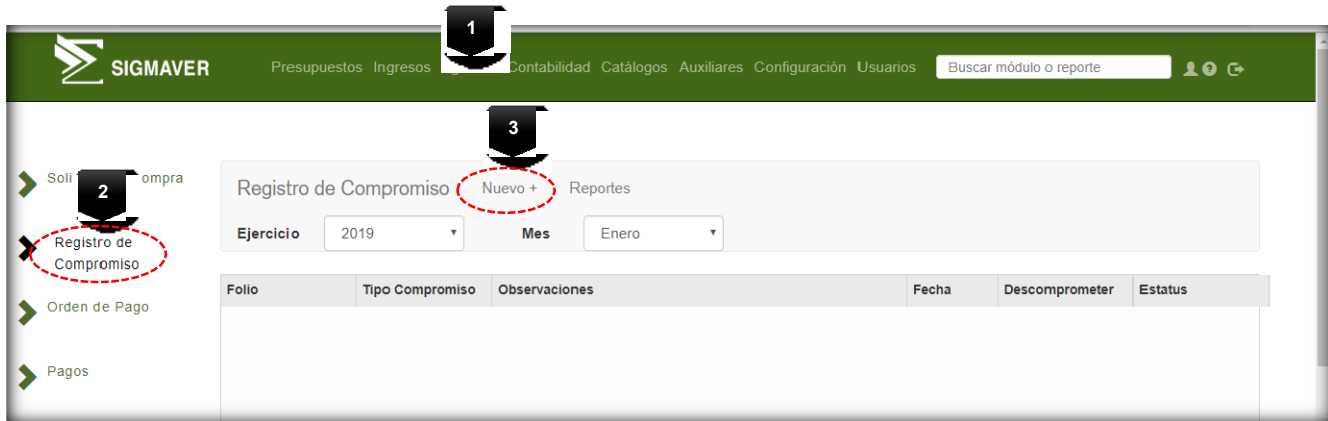 1
SIGMAVER
Presupuestos Ingresos Contabilidad Catálogos Auxiliares Configuración Usuarios Buscar módulo o reporte
3
2
Registro de Compromiso Nuevo + Reportes
Ejercicio 2019 Mes Enero
Registro de
Compromiso
Folio Tipo Compromiso Observaciones Fecha Descomprometer Estatus
Orden de Pago
Pagos